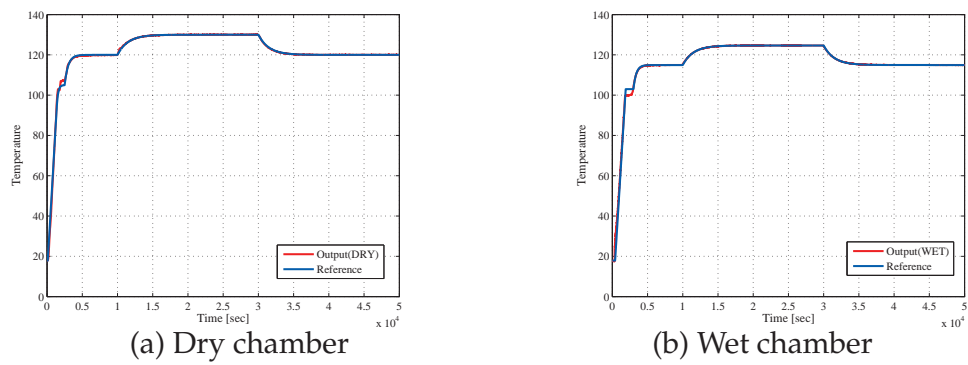 140
120
100
80
60
40
20
0
Temperature
0 0.5 1 1.5 2 2.5 3 3.5 4 4.5 5
Time [sec]
x 10^4
Output(DRY)
Reference
(a) Dry chamber
140
120
100
80
60
40
20
0
Temperature
0 0.5 1 1.5 2 2.5 3 3.5 4 4.5 5
Time [sec]
x 10^4
Output(WET)
Reference
(b) Wet chamber